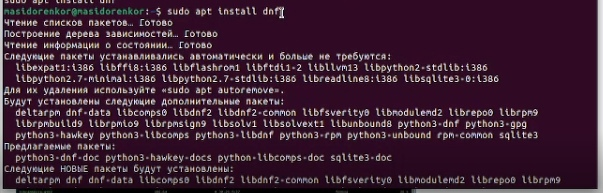 sudo apt install dnf
masidorenkor@masidorenkor:~$ sudo apt install dnf
Чтение списков пакетов… Готово
Построение дерева зависимостей… Готово
Чтение информации о состоянии… Готово
Следующие пакеты устанавливались автоматически и больше не требуются:
libexpat1:i386 libffi8:i386 libflashrom1 libftdi1-2 libllvm13 libpython2-stdlib:i386
libpython2.7-minimal:i386 libpython2.7-stdlib:i386 libreadline8:i386 libsqlite3-0:i386
Для их удаления используйте «sudo apt autoremove».
Будут установлены следующие дополнительные пакеты:
deltarpm dnf-data libcomps0 libdnf2 libdnf2-common libfsverity0 libmodulemd2 librepo0 librpm9
librpmbuild9 librpmio9 librpmsign9 libsolv1 libsolvext1 libunbound8 python3-dnf python3-gpg
python3-hawkey python3-libcomps python3-libdnf python3-rpm python3-unbound rpm-common sqlite3
Предлагаемые пакеты:
python3-dnf-doc python3-hawkey-docs python-libcomps-doc sqlite3-doc
Следующие НОВЫЕ пакеты будут установлены:
deltarpm dnf dnf-data libcomps0 libdnf2 libdnf2-common libfsverity0 libmodulemd2 librepo0 librpm9